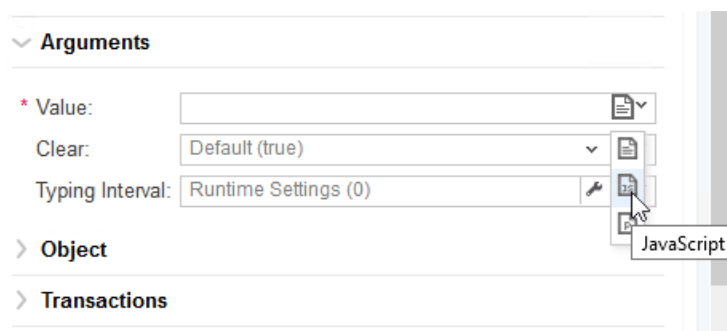 Arguments
* Value:
Clear: Default (true)
Typing Interval: Runtime Settings (0)
JavaScript
Object
Transactions